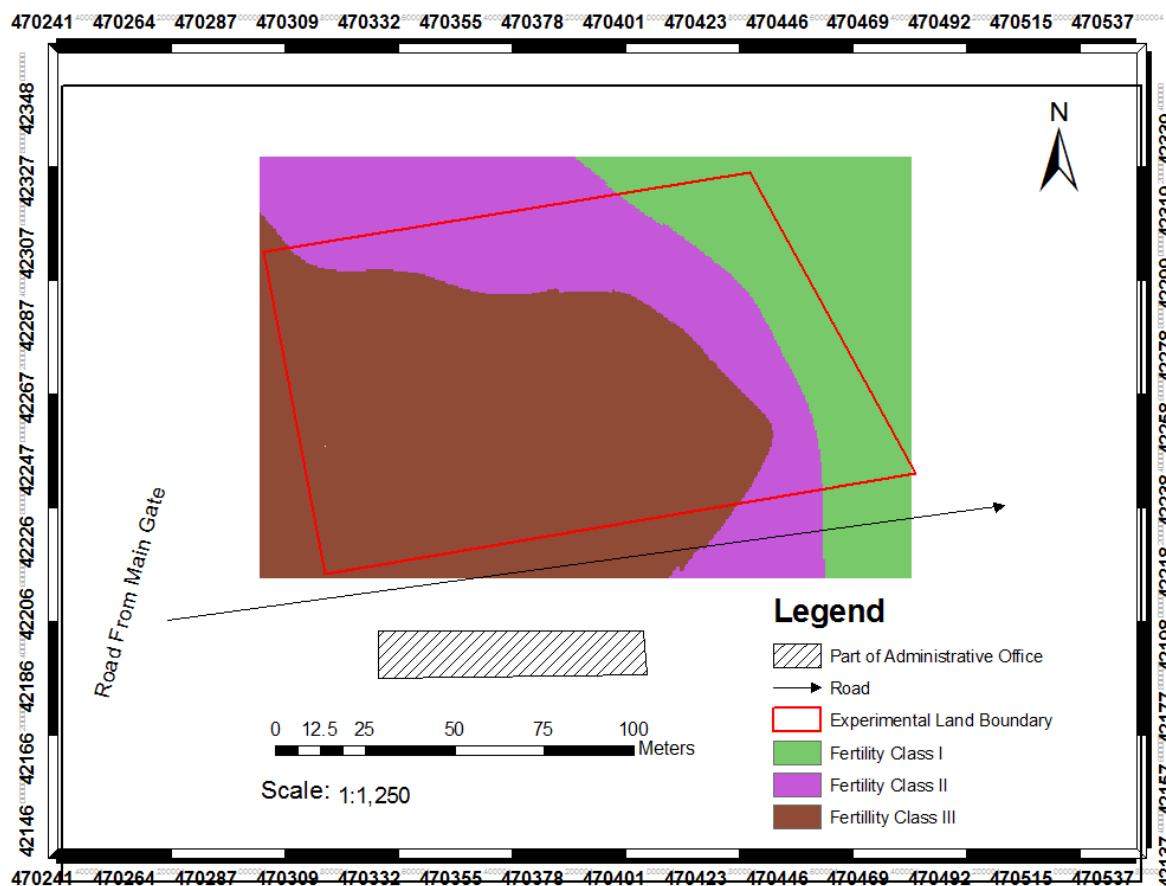 470241 470264 470287 470309 470332 470355 470378 470401 470423 470446 470469 470492 470515 470537
42348
42327
42307
42287
42267
42247
42226
42206
42186
42166
42146
N
Road From Main Gate
Legend
Part of Administrative Office
Road
Experimental Land Boundary
Fertility Class I
Fertility Class II
Fertillity Class III
0 12.5 25 50 75 100
Meters
Scale: 1:1,250
470241 470264 470287 470309 470332 470355 470378 470401 470423 470446 470469 470492 470515 470537